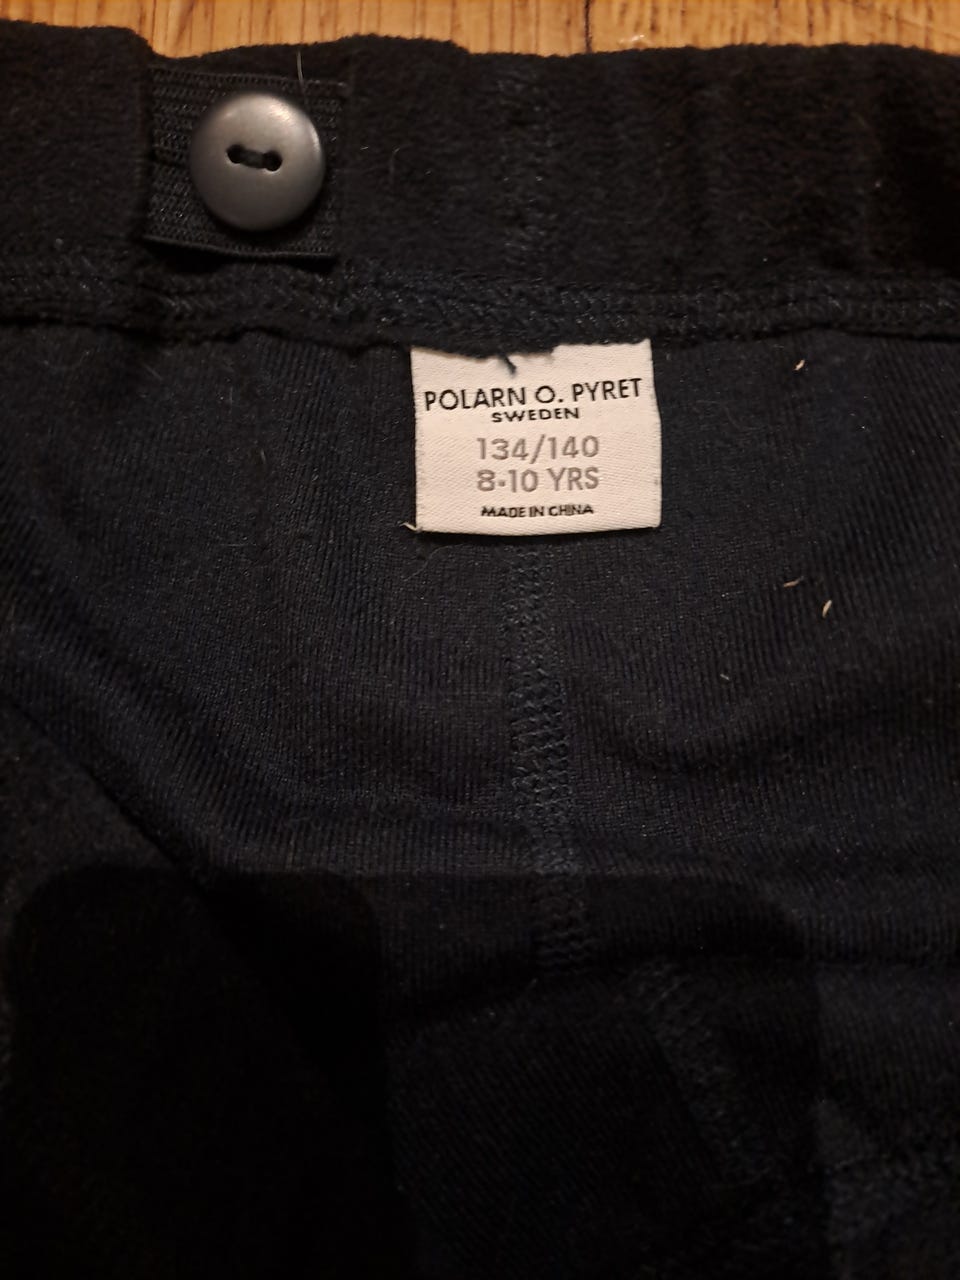 POLARN O. PYRET
SWEDEN
134/140
8-10 YRS
MADE IN CHINA